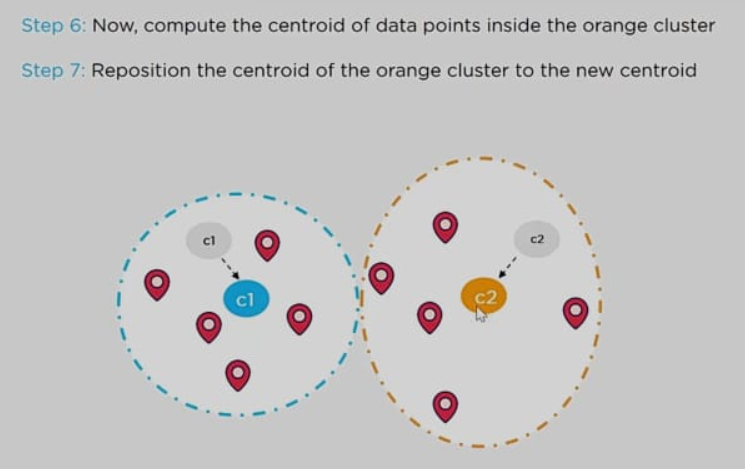 Step 6: Now, compute the centroid of data points inside the orange cluster
Step 7: Reposition the centroid of the orange cluster to the new centroid
c1
c2
c1
c2